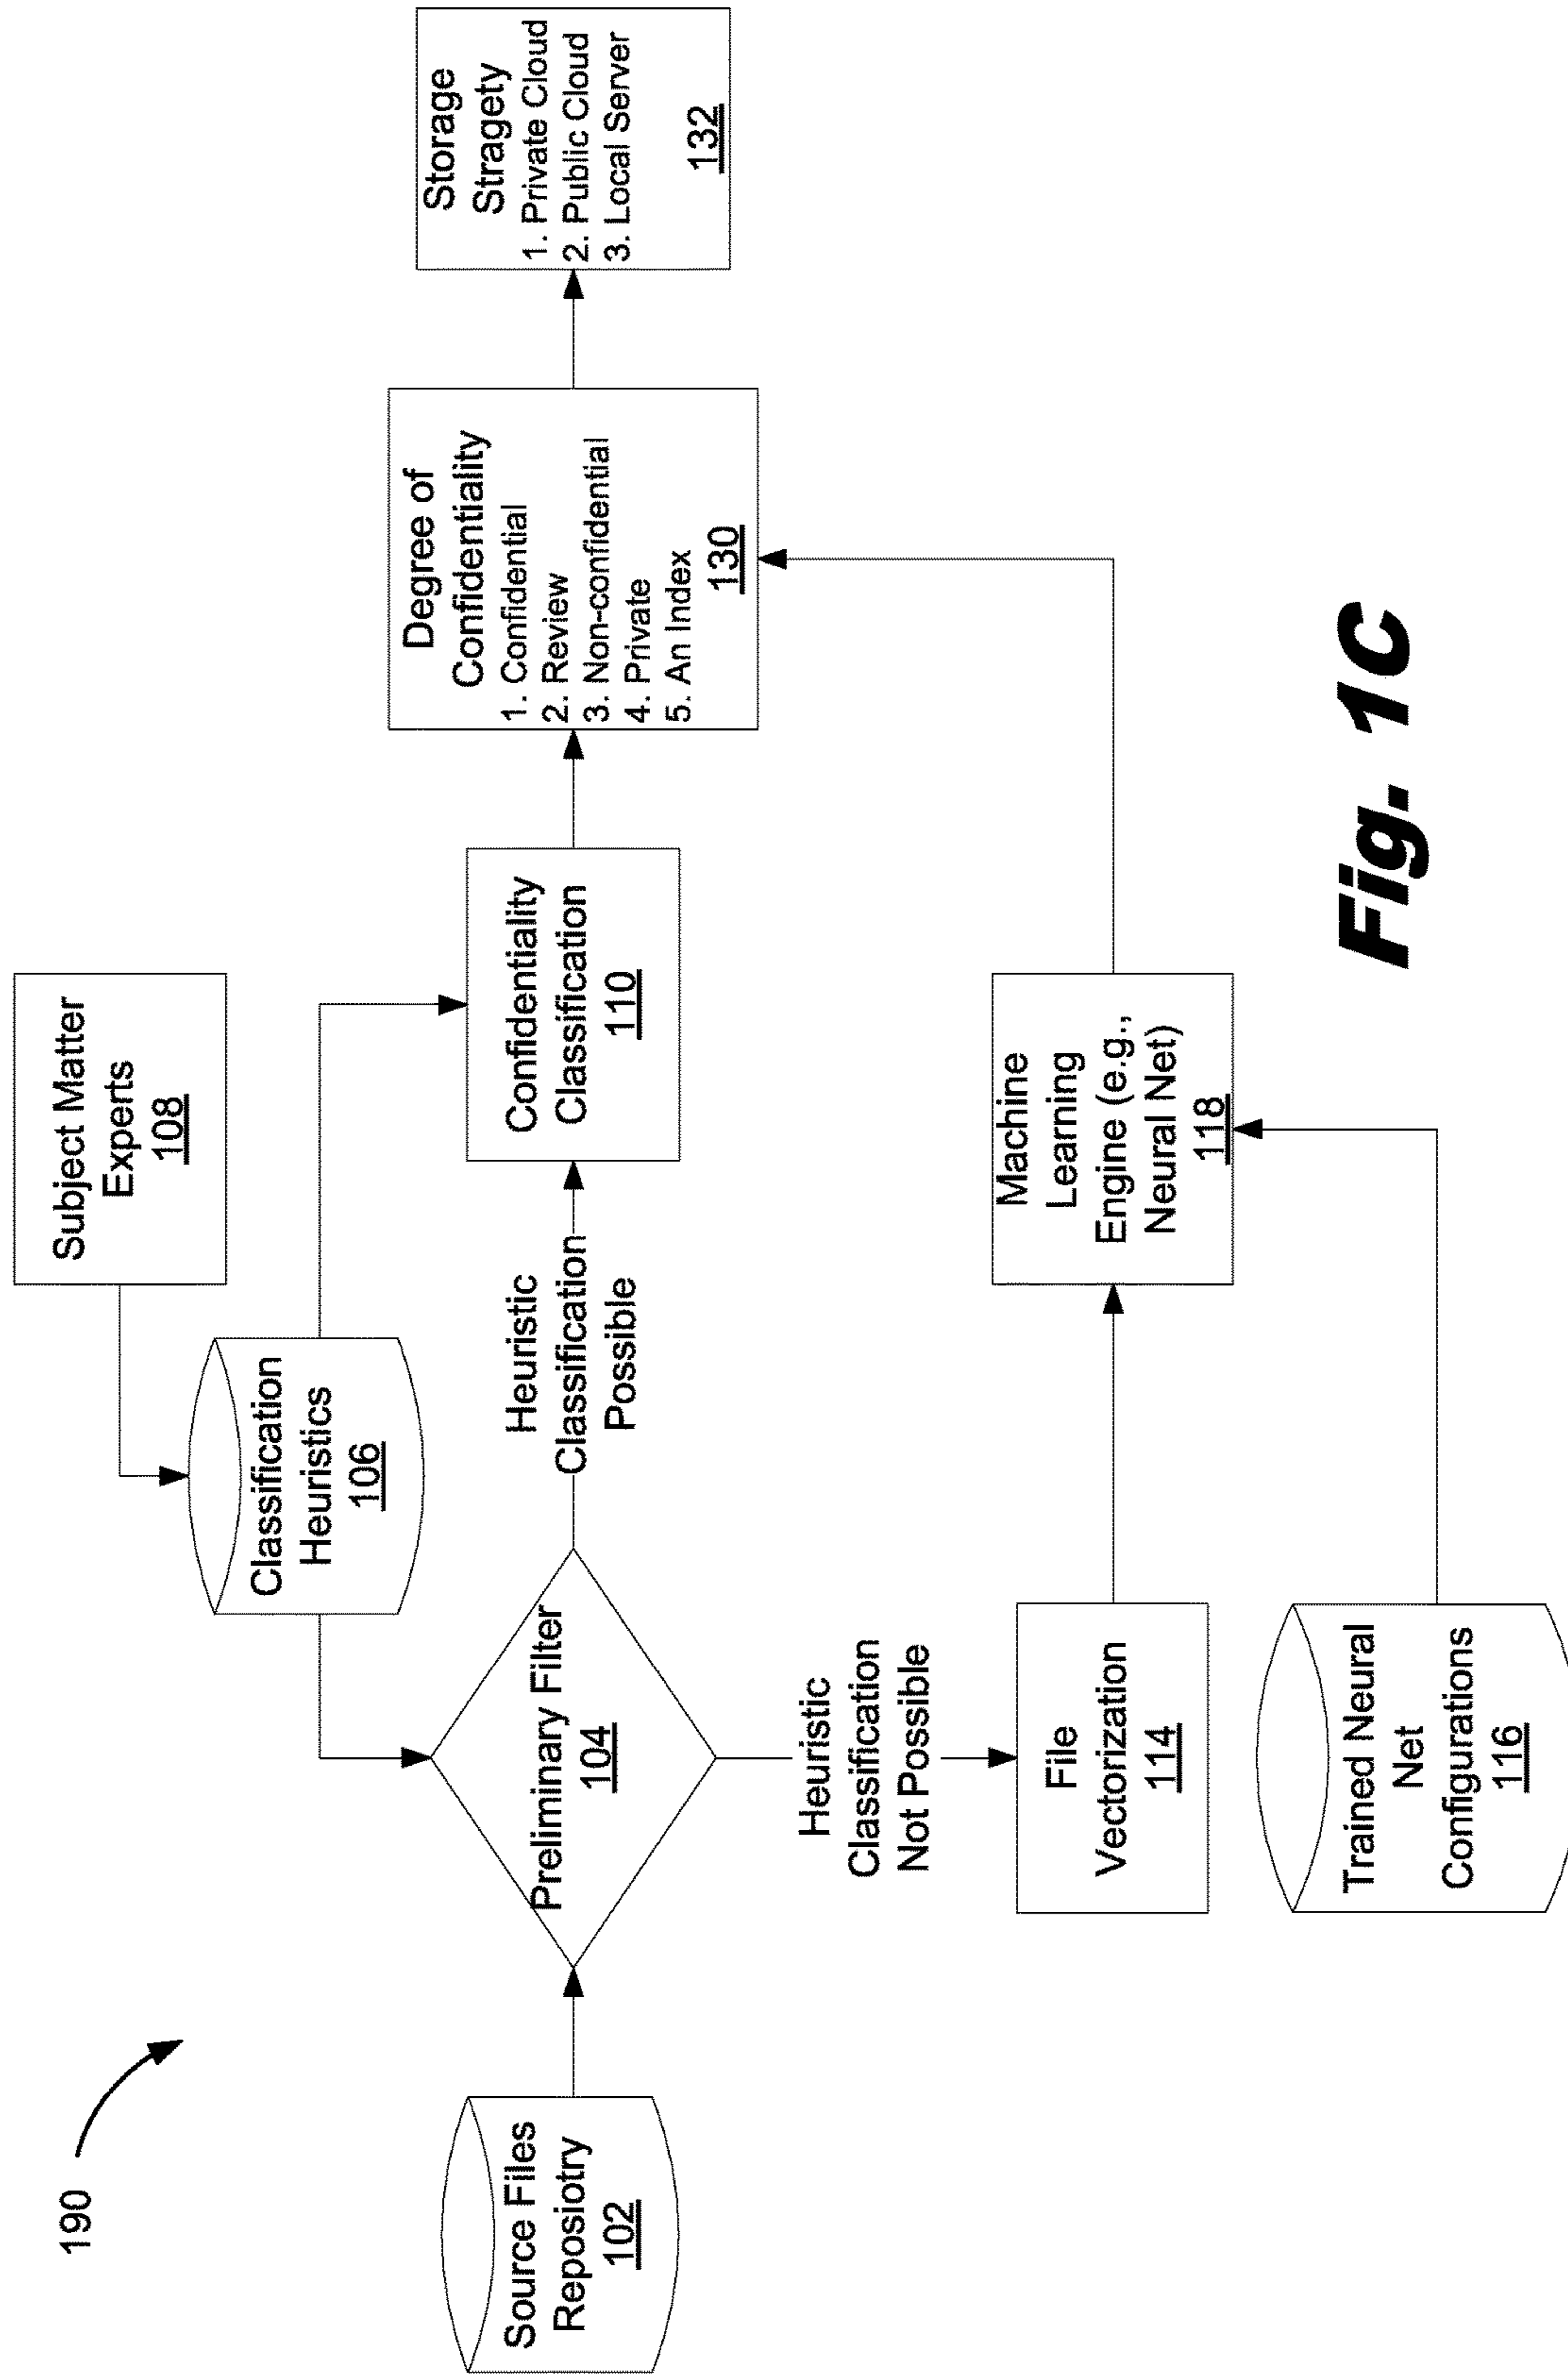 190
Source Files
Reposiotry
102
Preliminary Filter
104
Classification
Heuristics
106
Subject Matter
Experts
108
Heuristic
Classification
Possible
Confidentiality
Classification
110
Degree of
Confidentiality
1. Confidential
2. Review
3. Non-confidential
4. Private
5. An Index
130
Storage
Stragety
1. Private Cloud
2. Public Cloud
3. Local Server
132
Heuristic
Classification
Not Possible
File
Vectorization
114
Trained Neural
Net
Configurations
116
Machine
Learning
Engine (e.g.,
Neural Net)
118
Fig. 1C